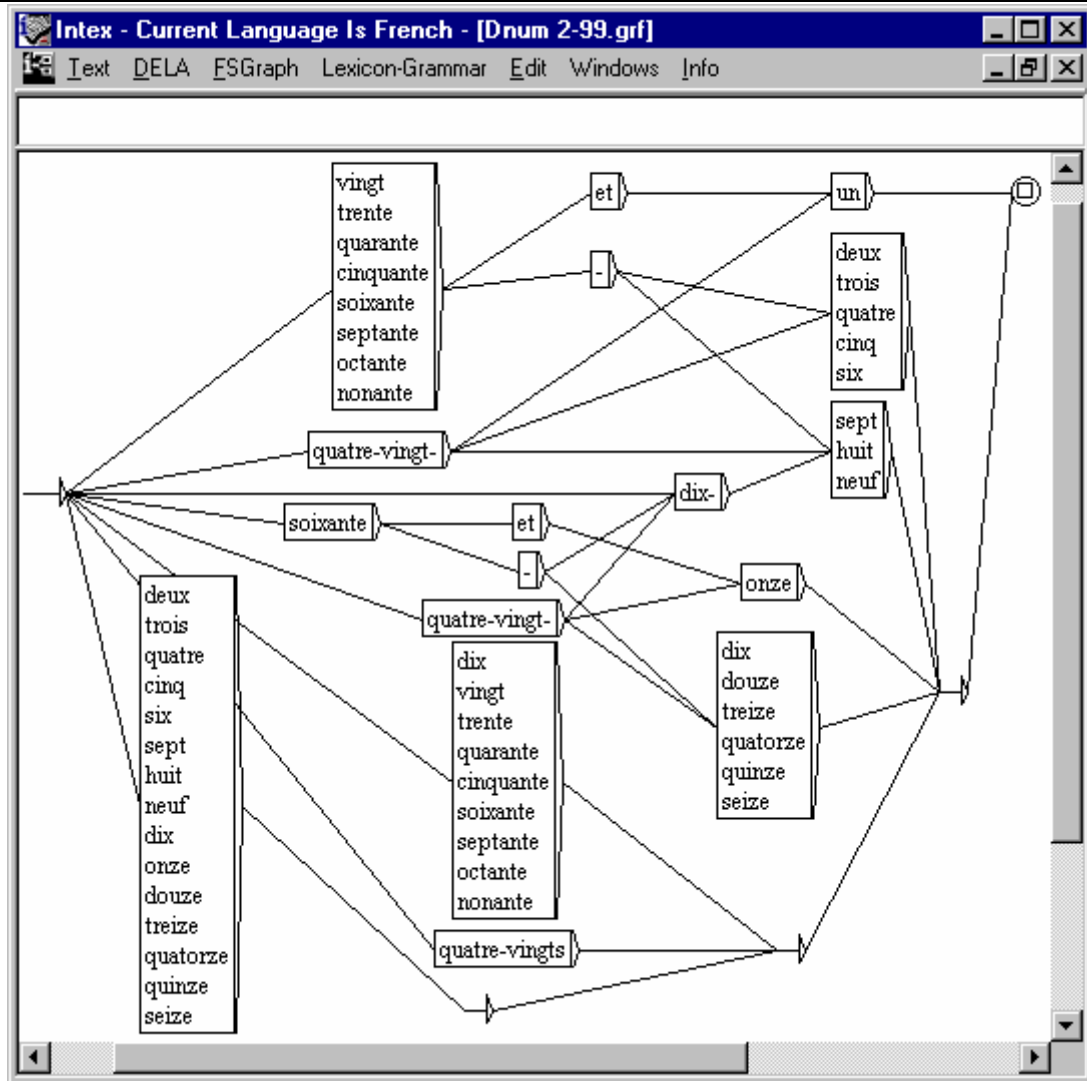 Intex - Current Language Is French - [Dnum 2-99.grf]
Text DELA FSGraph Lexicon-Grammar Edit Windows Info
vingt
trente
quarante
cinquante
soixante
septante
octante
nonante
et
un
-
deux
trois
quatre
cinq
six
quatre-vingt-
sept
huit
neuf
dix-
soixante
et
-
onze
quatre-vingt-
deux
trois
quatre
cinq
six
sept
huit
neuf
dix
onze
douze
treize
quatorze
quinze
seize
dix
vingt
trente
quarante
cinquante
soixante
septante
octante
nonante
dix
douze
treize
quatorze
quinze
seize
quatre-vingts